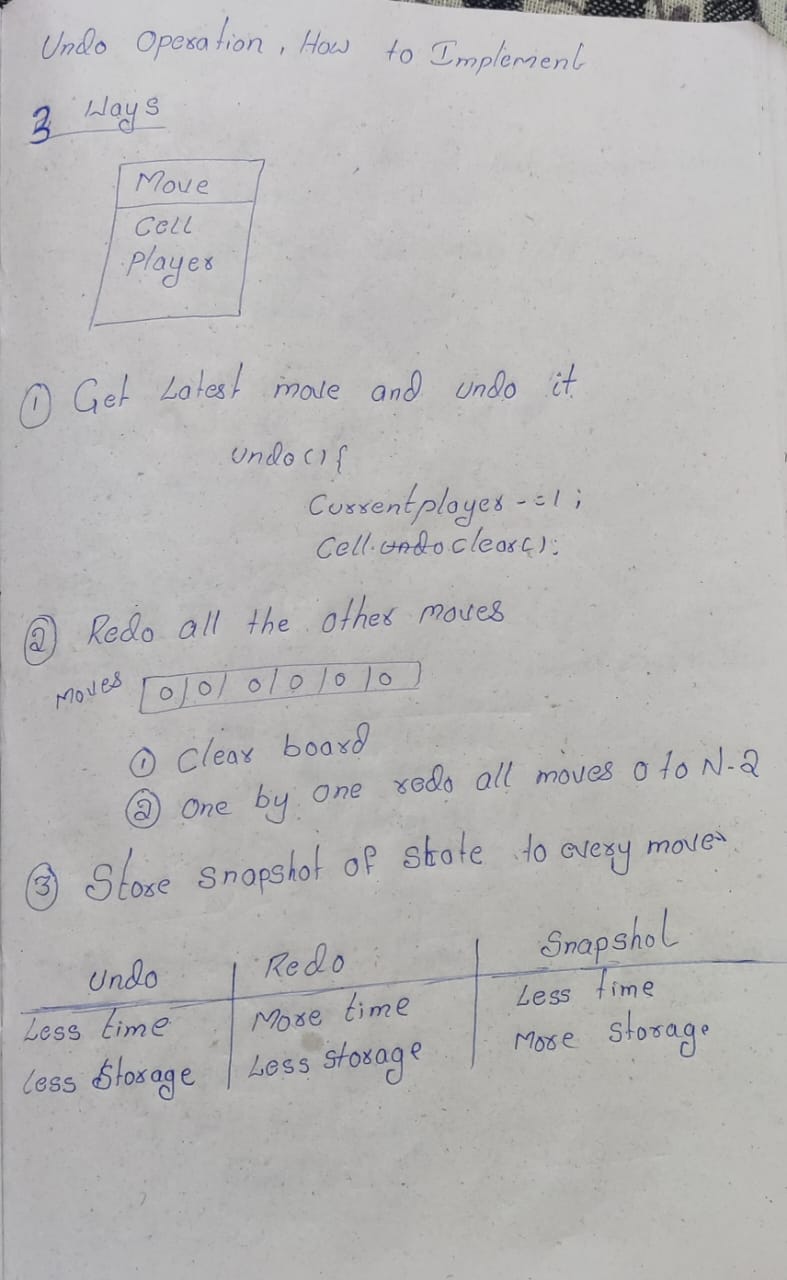 Undo Operation, How to Implement
3 Ways
Move
Cell
Player
① Get Latest move and undo it
undo(){
Currentplayer -=1;
Cell.undo clear();
② Redo all the other moves
Moves 0/0/0/0/0/0
① Clear board
② One by one redo all moves 0 to N-2
③ Store snapshot of state to every move
Undo | Redo | Snapshot
Less time | More time | Less time
Less Storage | Less storage | More storage